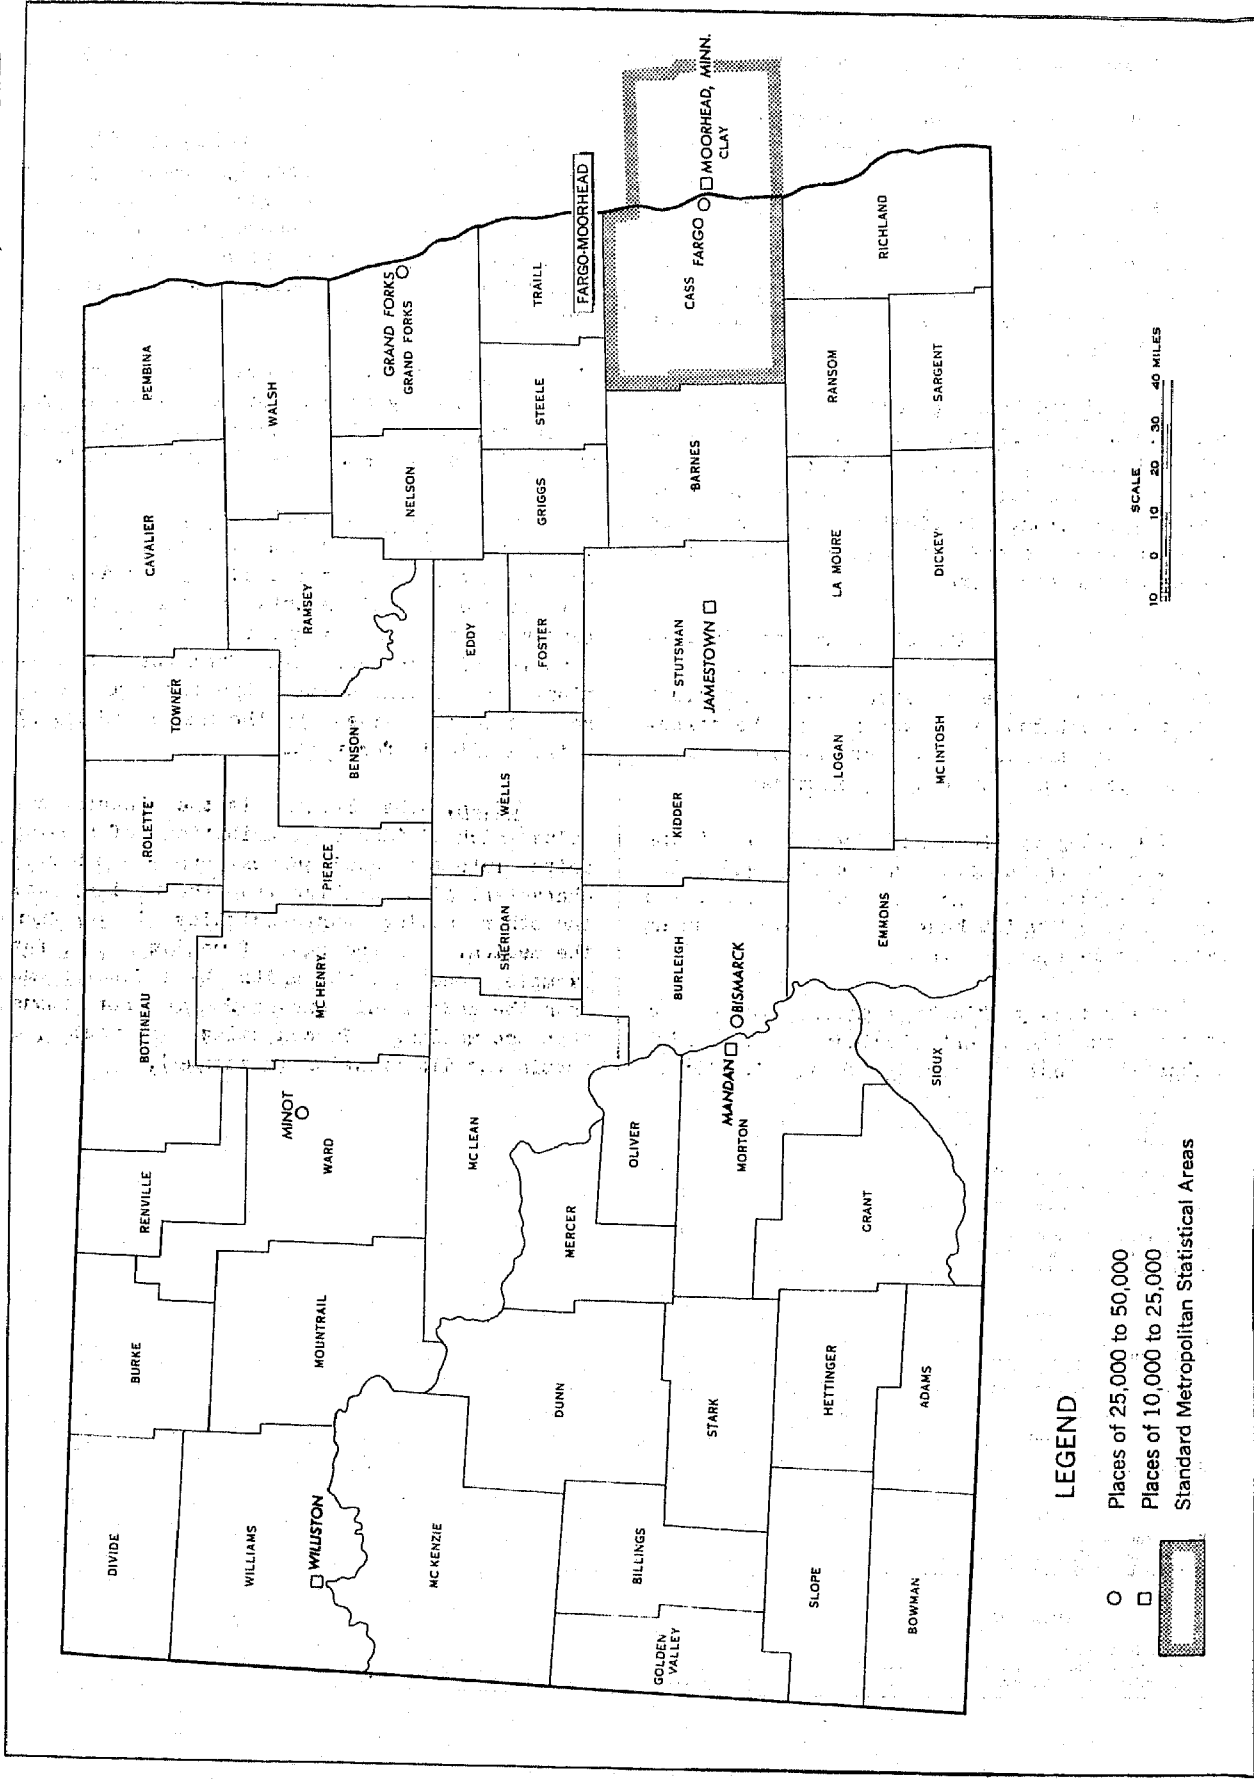 DIVIDE
BURKE
RENVILLE
BOTTINEAU
ROLETTE
TOWNER
CAVALIER
PEMBINA
WILLIAMS
WILLISTON
MOUNTRAIL
WARD
MINOT
MC HENRY
PIERCE
BENSON
RAMSEY
WALSH
NELSON
GRAND FORKS
GRAND FORKS
MC KENZIE
DUNN
MERCER
MC LEAN
SHERIDAN
WELLS
EDDY
FOSTER
GRIGGS
STEELE
TRAILL
FARGO-MOORHEAD
GOLDEN
VALLEY
BILLINGS
STARK
OLIVER
MORTON
MANDAN
BISMARCK
BURLEIGH
KIDDER
STUTSMAN
JAMESTOWN
BARNES
CASS
FARGO
MOORHEAD, MINN.
CLAY
SLOPE
HETTINGER
GRANT
SIOUX
EMMONS
LOGAN
LA MOURE
RANSOM
RICHLAND
BOWMAN
ADAMS
MC INTOSH
DICKEY
SARGENT
LEGEND
Places of 25,000 to 50,000
Places of 10,000 to 25,000
Standard Metropolitan Statistical Areas
SCALE
10 0 10 20 30 40 MILES